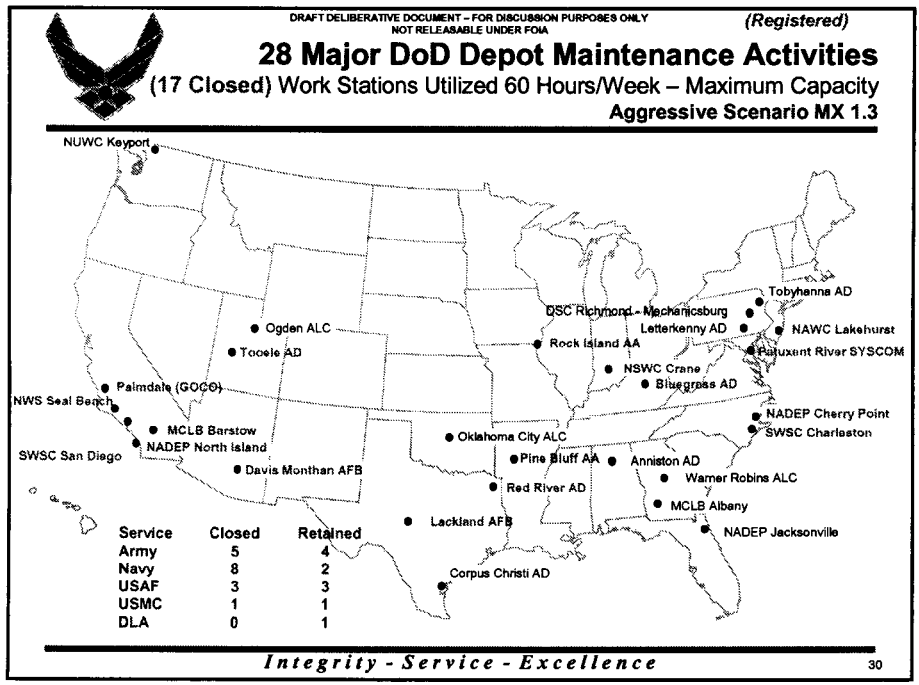 DRAFT DELIBERATIVE DOCUMENT – FOR DISCUSSION PURPOSES ONLY
NOT RELEASABLE UNDER FOIA
(Registered)
28 Major DoD Depot Maintenance Activities
(17 Closed) Work Stations Utilized 60 Hours/Week – Maximum Capacity
Aggressive Scenario MX 1.3
NUWC Keyport
Tobyhanna AD
DSC Richmond - Mechanicsburg
Ogden ALC
Letterkenny AD
NAWC Lakehurst
Rock Island AA
Tooele AD
Patuxent River SYSCOM
NSWC Crane
Bluegrass AD
Palmdale (GOCO)
NWS Seal Beach
NADEP Cherry Point
MCLB Barstow
SWSC Charleston
Oklahoma City ALC
NADEP North Island
SWSC San Diego
Pine Bluff AA
Anniston AD
Davis Monthan AFB
Warner Robins ALC
Red River AD
MCLB Albany
Lackland AFB
NADEP Jacksonville
Corpus Christi AD
Service Closed Retained
Army 5 4
Navy 8 2
USAF 3 3
USMC 1 1
DLA 0 1
Integrity - Service - Excellence
30